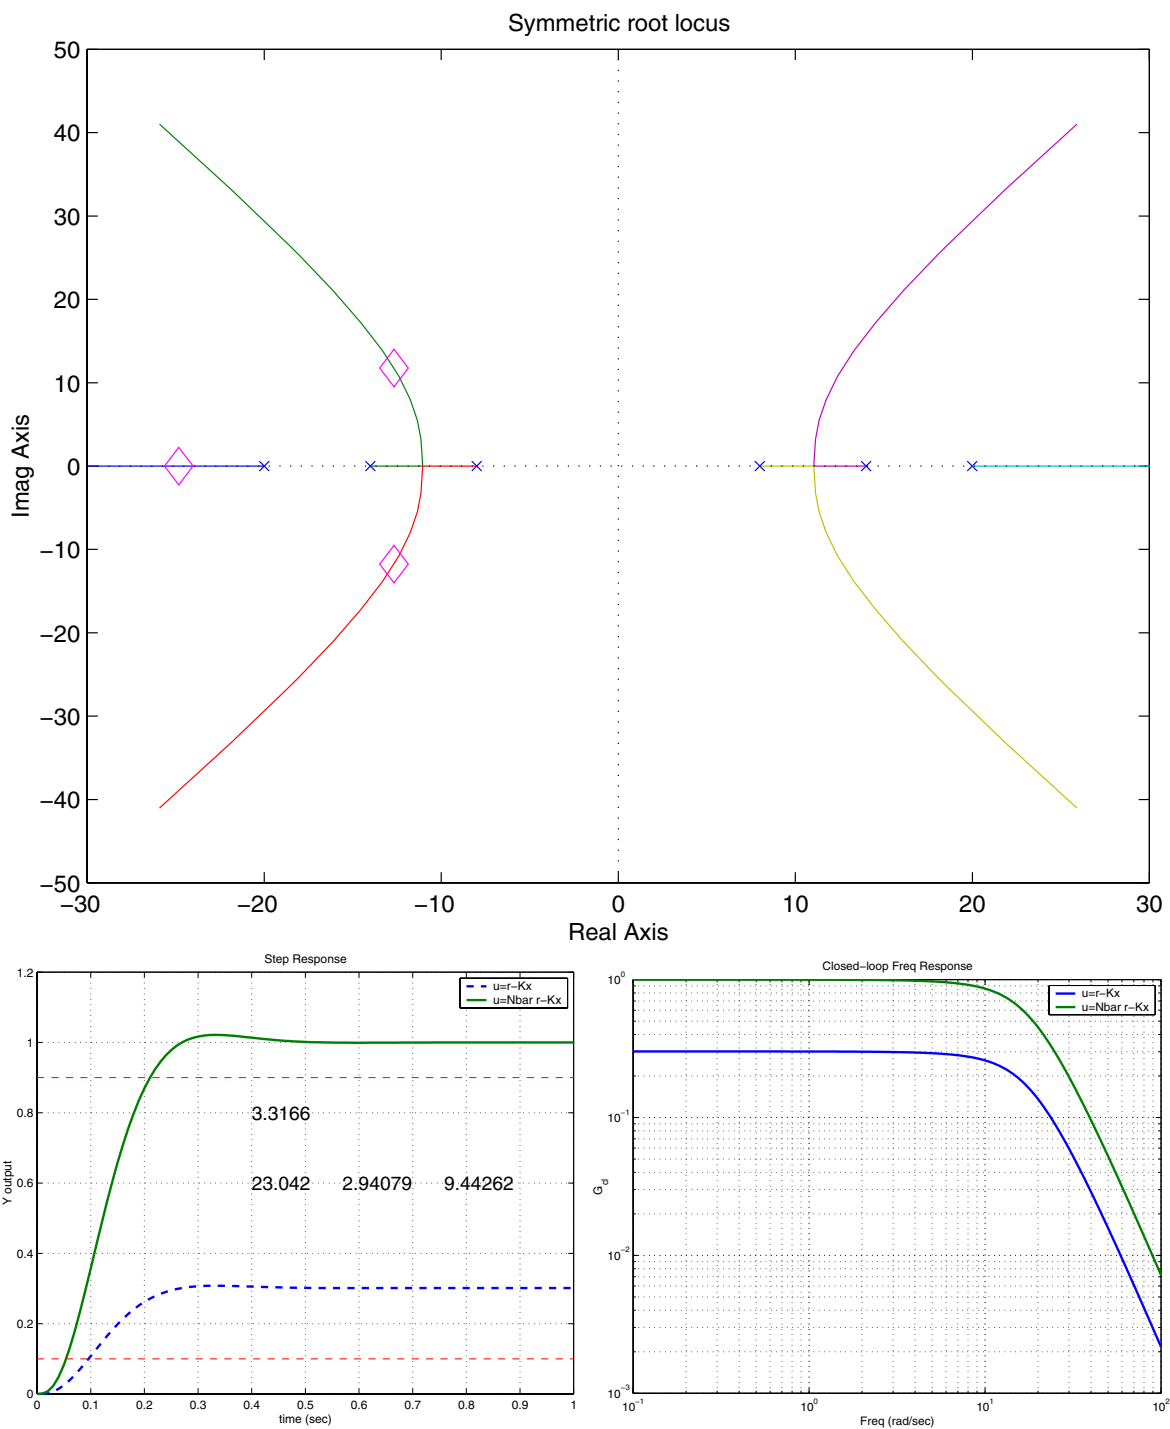 Symmetric root locus
50
40
30
20
10
0
−10
−20
−30
−40
−50
Imag Axis
−30 −20 −10 0 10 20 30
Real Axis
Step Response
1.2
1
0.8
0.6
0.4
0.2
0
Y output
u=r−Kx
u=Nbar r−Kx
3.3166
23.042 2.94079 9.44262
0 0.1 0.2 0.3 0.4 0.5 0.6 0.7 0.8 0.9 1
time (sec)
Closed−loop Freq Response
10^0
10^−1
10^−2
10^−3
G_cl
u=r−Kx
u=Nbar r−Kx
10^−1 10^0 10^1 10^2
Freq (rad/sec)